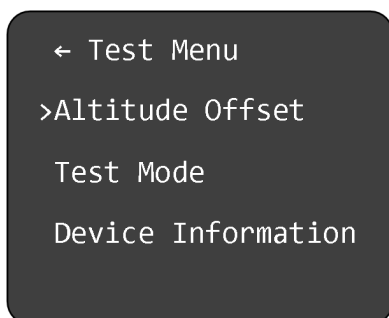 ← Test Menu
>Altitude Offset
Test Mode
Device Information